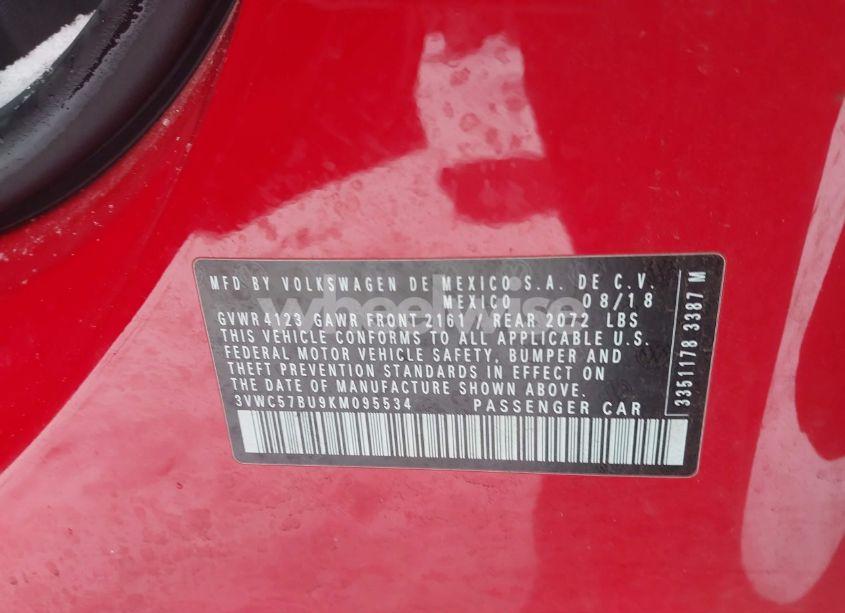 MFD BY VOLKSWAGEN DE MEXICO S.A. DE C.V.
MEXICO 08/18
GVWR 4123 GAWR FRONT 2161 / REAR 2072 LBS
THIS VEHICLE CONFORMS TO ALL APPLICABLE U.S.
FEDERAL MOTOR VEHICLE SAFETY, BUMPER AND
THEFT PREVENTION STANDARDS IN EFFECT ON
THE DATE OF MANUFACTURE SHOWN ABOVE.
3VWC57BU9KM095534 PASSENGER CAR
3351178 3387 M
wheelwise